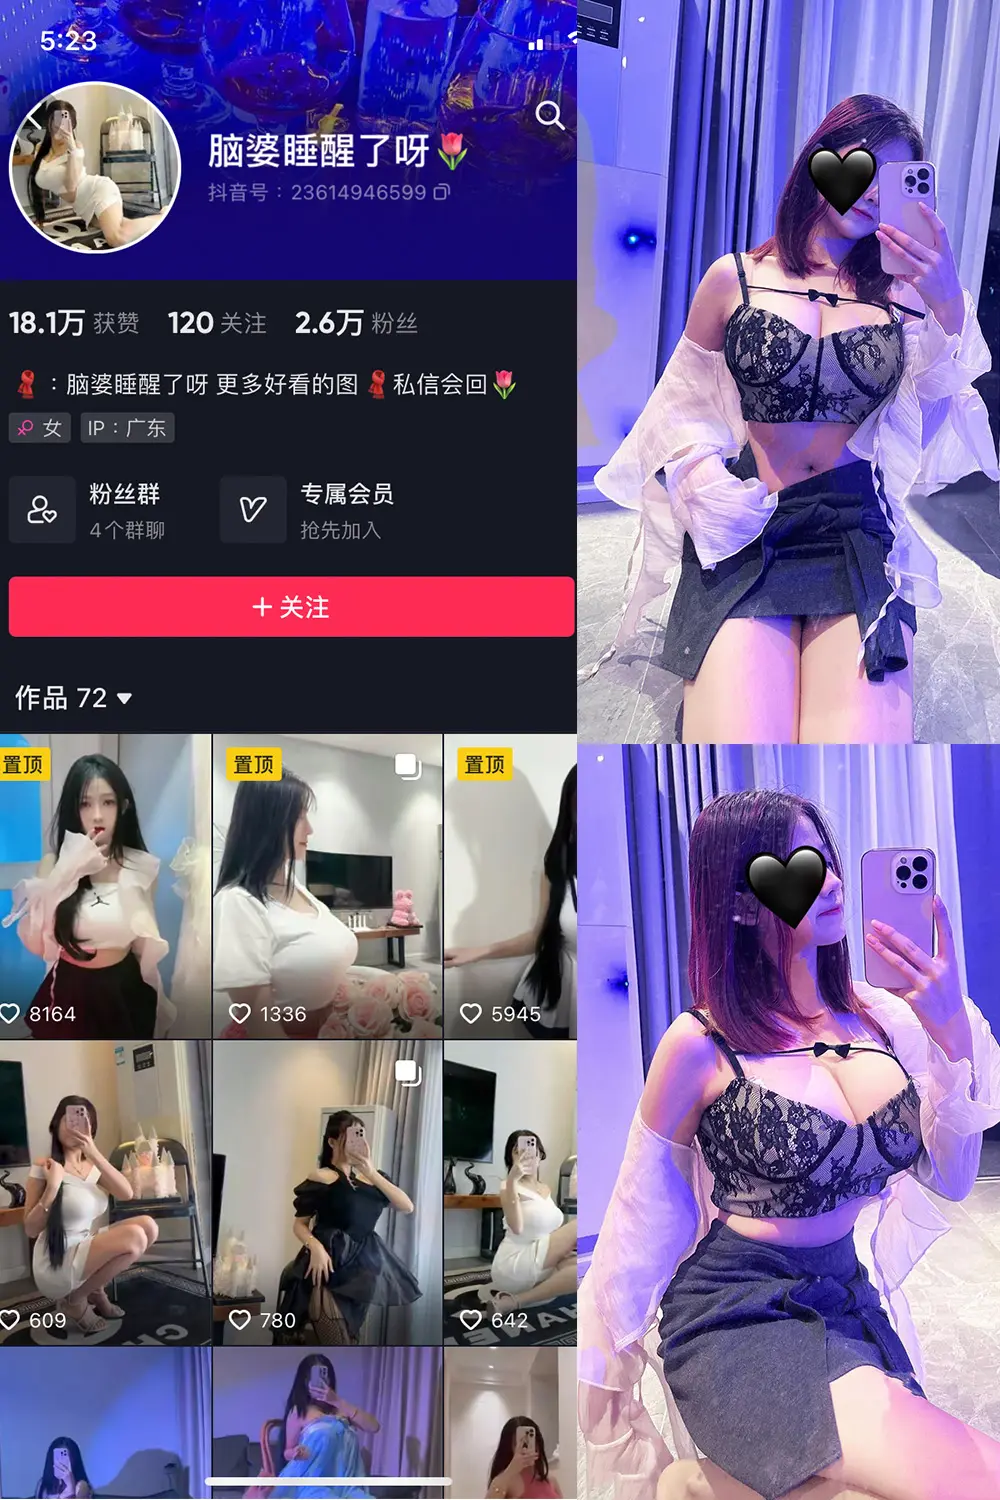 5:23
脑婆睡醒了呀🌷
抖音号：23614946599
18.1万 获赞 120 关注 2.6万 粉丝
🧣：脑婆睡醒了呀 更多好看的图🧣私信会回🌷
女 IP：广东
粉丝群 专属会员
4个群聊 抢先加入
+ 关注
作品 72
置顶 置顶 置顶
8164 1336 5945
609 780 642